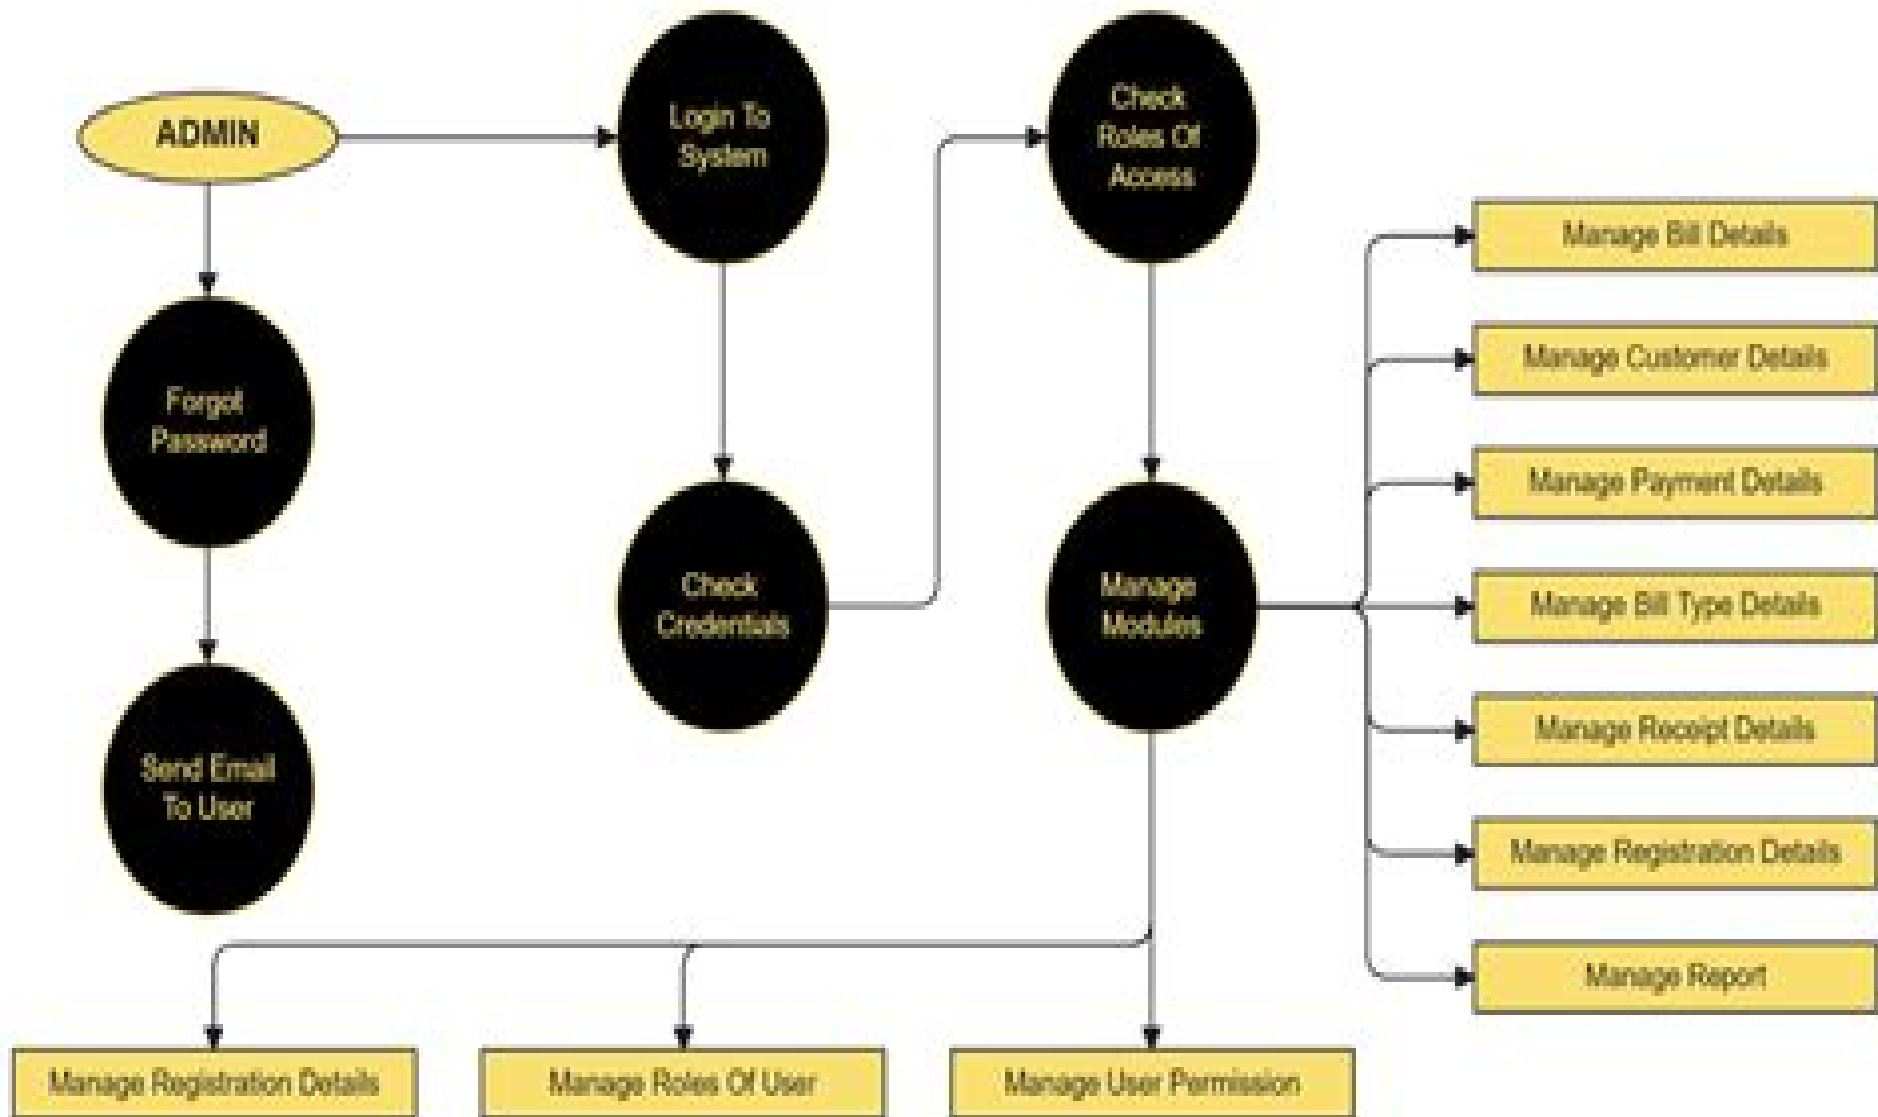 ADMIN
Login To
System
Check
Roles Of
Access
Forgot
Password
Check
Credentials
Manage
Modules
Send Email
To User
Manage Bill Details
Manage Customer Details
Manage Payment Details
Manage Bill Type Details
Manage Receipt Details
Manage Registration Details
Manage Report
Manage Registration Details
Manage Roles Of User
Manage User Permission